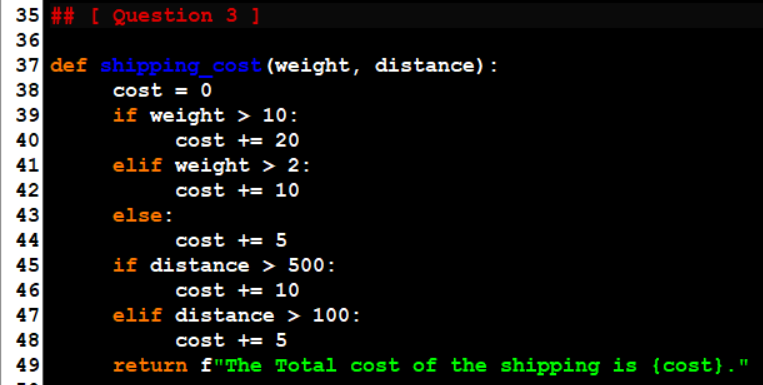 35 ## [ Question 3 ]
36
37 def shipping_cost(weight, distance):
38     cost = 0
39     if weight > 10:
40          cost += 20
41     elif weight > 2:
42          cost += 10
43     else:
44          cost += 5
45     if distance > 500:
46          cost += 10
47     elif distance > 100:
48          cost += 5
49     return f"The Total cost of the shipping is {cost}."